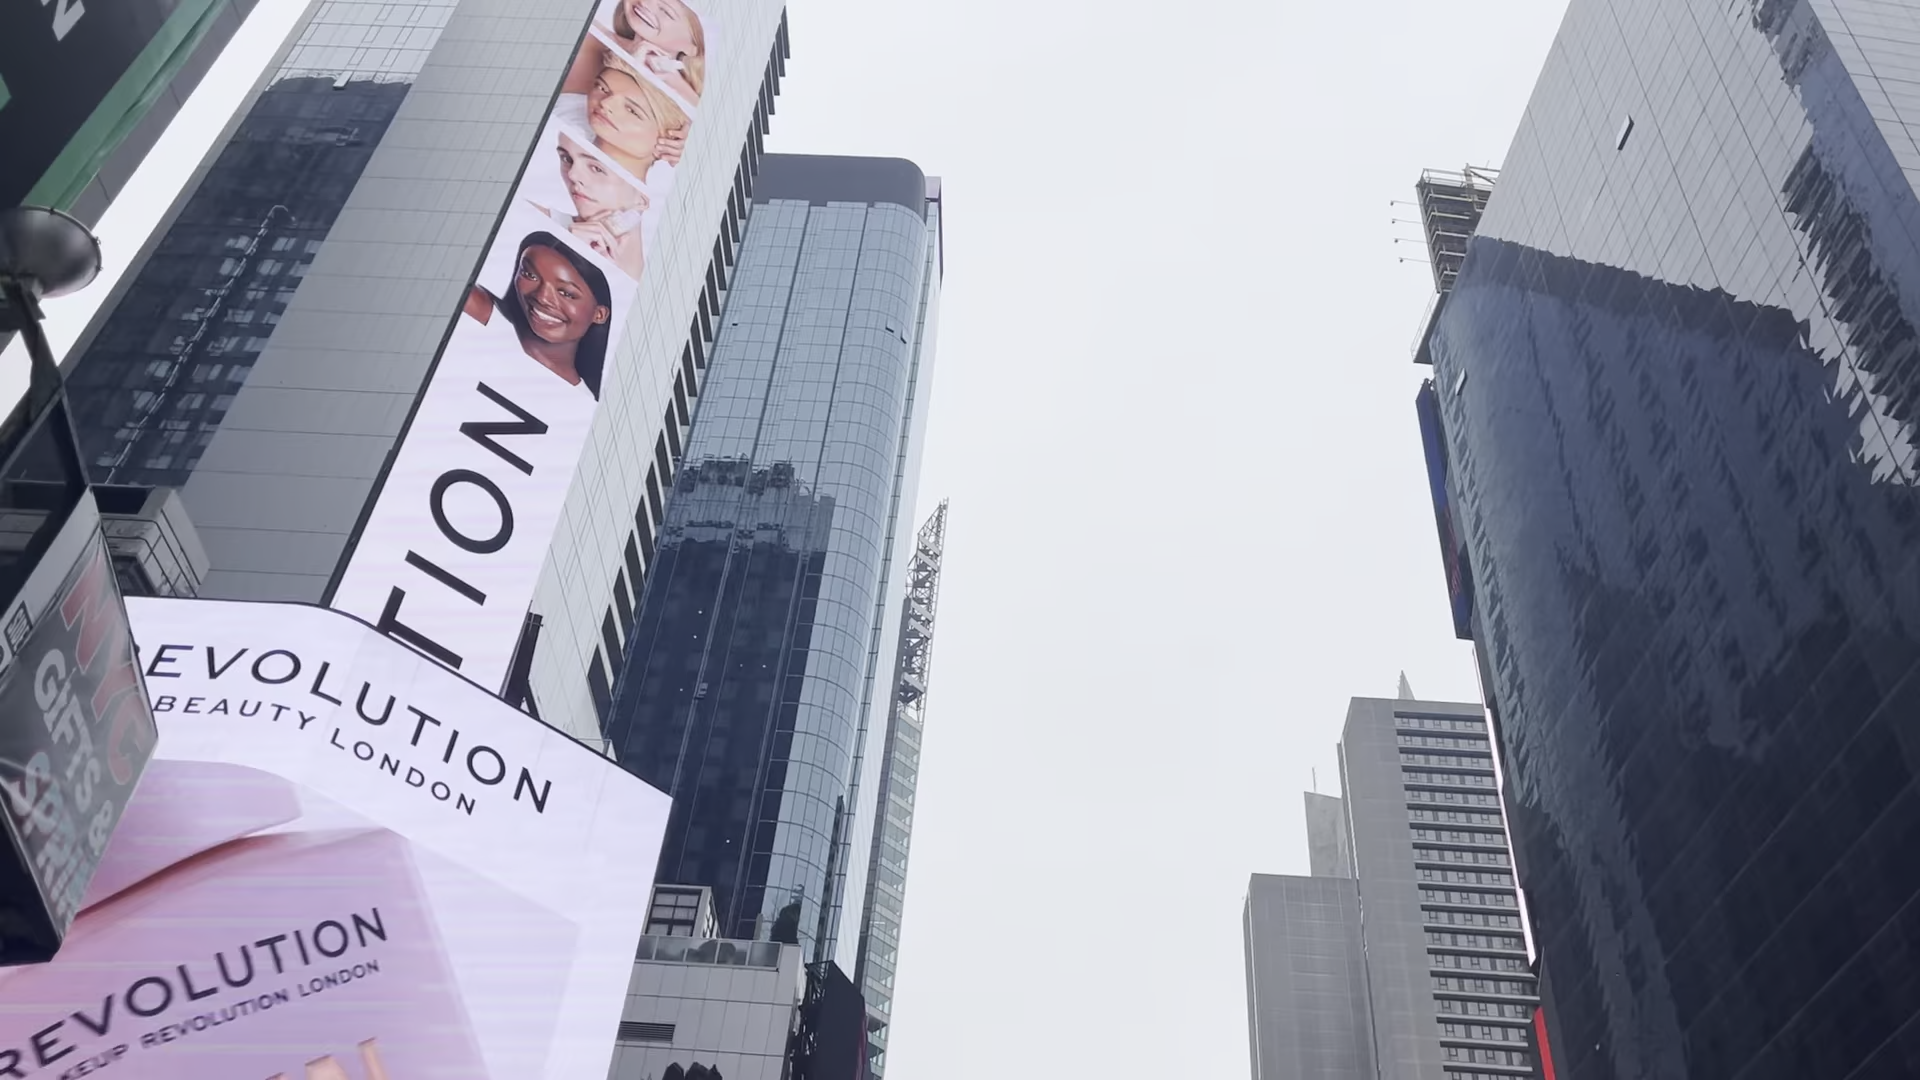 TION
REVOLUTION
BEAUTY LONDON
NYC
GIFTS
&
REVOLUTION
MAKEUP REVOLUTION LONDON